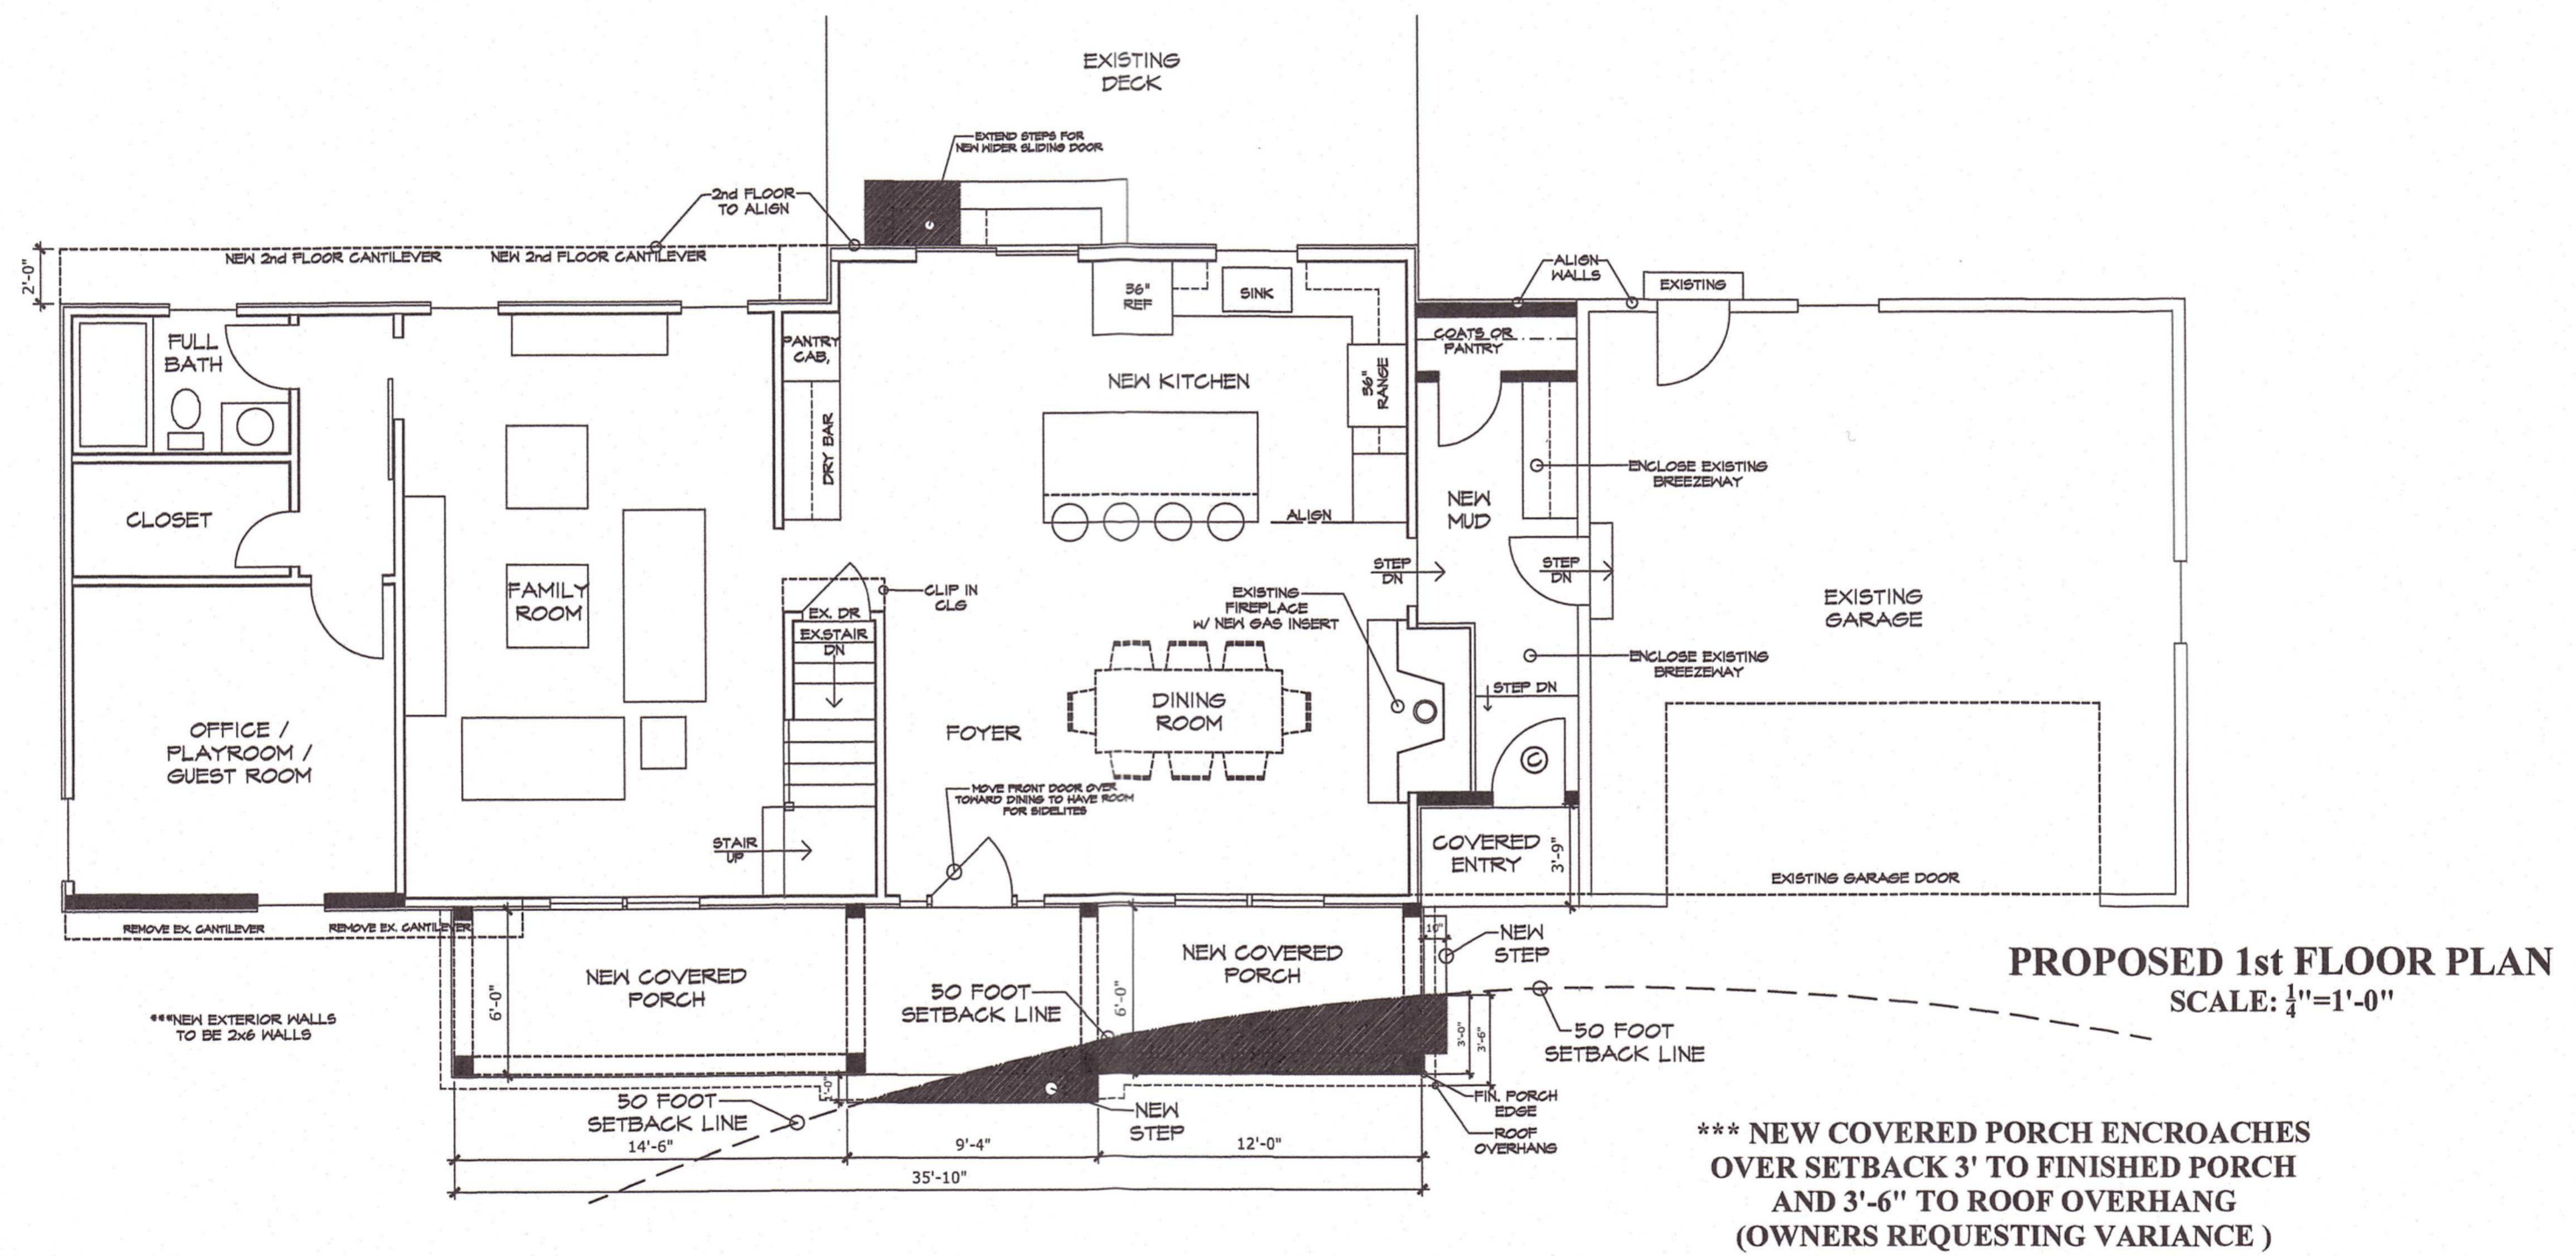 EXISTING
DECK
EXTEND STEPS FOR
NEW WIDER SLIDING DOOR
2nd FLOOR
TO ALIGN
2'-0"
NEW 2nd FLOOR CANTILEVER
NEW 2nd FLOOR CANTILEVER
ALIGN
WALLS
EXISTING
FULL
BATH
PANTRY
CAB,
36"
REF
SINK
COATS OR
PANTRY
NEW KITCHEN
36"
RANGE
DRY BAR
ENCLOSE EXISTING
BREEZEWAY
NEW
MUD
CLOSET
ALIGN
STEP
DN
STEP
DN
FAMILY
ROOM
CLIP IN
CLG
EX. DR
EX.STAIR
DN
EXISTING
FIREPLACE
W/ NEW GAS INSERT
EXISTING
GARAGE
ENCLOSE EXISTING
BREEZEWAY
STEP DN
DINING
ROOM
FOYER
OFFICE /
PLAYROOM /
GUEST ROOM
C
MOVE FRONT DOOR OVER
TOWARD DINING TO HAVE ROOM
FOR SIDELITES
STAIR
UP
COVERED
ENTRY
3'-9"
EXISTING GARAGE DOOR
REMOVE EX. CANTILEVER
REMOVE EX. CANTILEVER
10"
NEW
STEP
NEW COVERED
PORCH
NEW COVERED
PORCH
6'-0"
6'-0"
50 FOOT
SETBACK LINE
PROPOSED 1st FLOOR PLAN
SCALE: 1/4"=1'-0"
***NEW EXTERIOR WALLS
TO BE 2x6 WALLS
3'-0"
3'-6"
50 FOOT
SETBACK LINE
50 FOOT
SETBACK LINE
NEW
STEP
FIN. PORCH
EDGE
ROOF
OVERHANG
14'-6"
9'-4"
12'-0"
35'-10"
*** NEW COVERED PORCH ENCROACHES
OVER SETBACK 3' TO FINISHED PORCH
AND 3'-6" TO ROOF OVERHANG
(OWNERS REQUESTING VARIANCE )